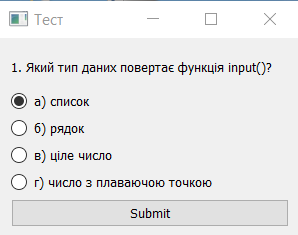 Тест
1. Який тип даних повертає функція input()?
а) список
б) рядок
в) ціле число
г) число з плаваючою точкою
Submit